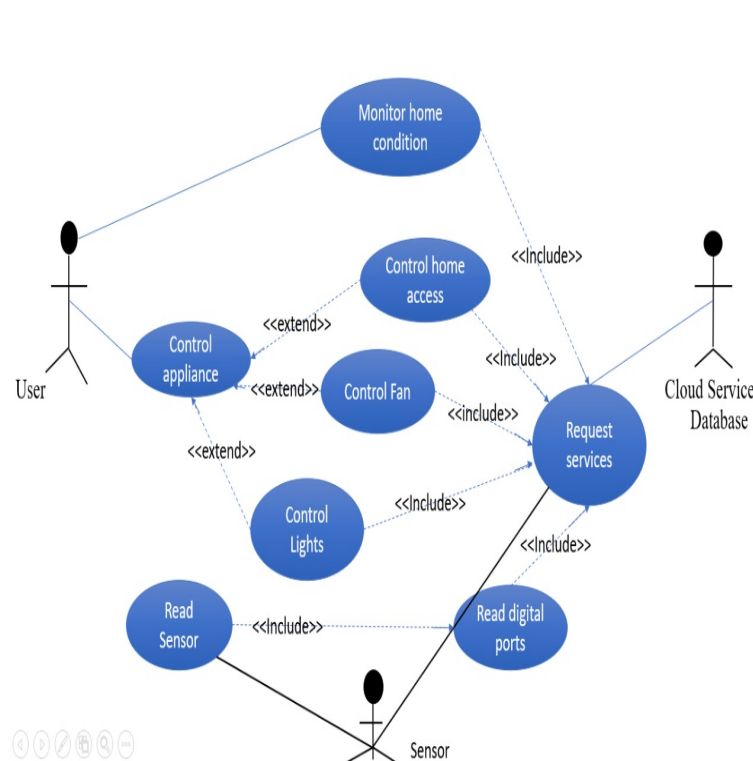 Monitor home
condition
<<Include>>
Control home
access
<<extend>>
Control
appliance
<<Include>>
<<extend>>
Control Fan
User
Cloud Service
Database
<<include>>
Request
services
<<extend>>
<<Include>>
Control
Lights
<<Include>>
Read
Sensor
<<Include>>
Read digital
ports
Sensor